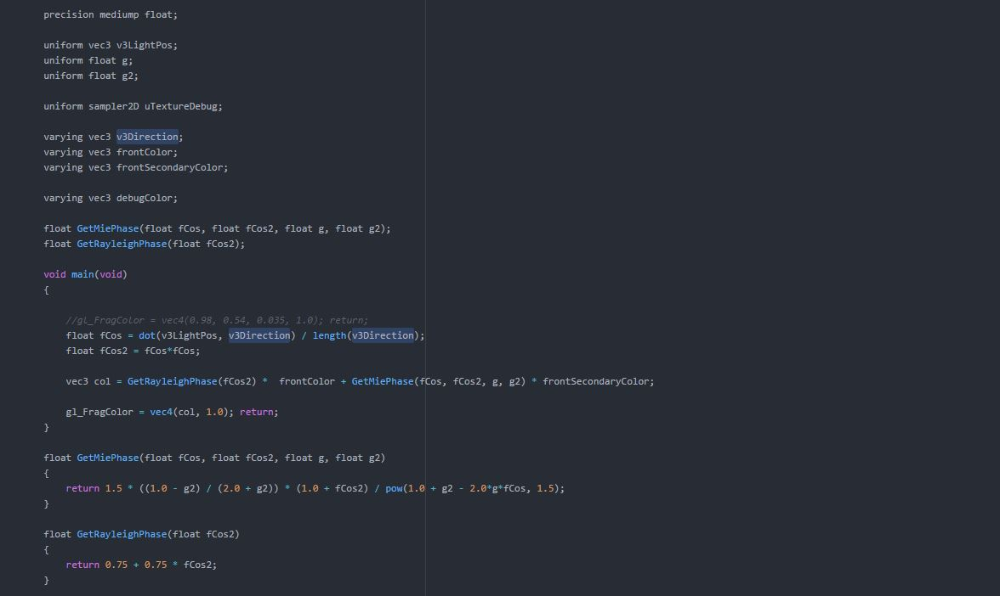 precision mediump float;
uniform vec3 v3LightPos;
uniform float g;
uniform float g2;
uniform sampler2D uTextureDebug;
varying vec3 v3Direction;
varying vec3 frontColor;
varying vec3 frontSecondaryColor;
varying vec3 debugColor;
float GetMiePhase(float fCos, float fCos2, float g, float g2);
float GetRayleighPhase(float fCos2);
void main(void)
{
//gl_FragColor = vec4(0.98, 0.54, 0.035, 1.0); return;
float fCos = dot(v3LightPos, v3Direction) / length(v3Direction);
float fCos2 = fCos*fCos;
vec3 col = GetRayleighPhase(fCos2) *  frontColor + GetMiePhase(fCos, fCos2, g, g2) * frontSecondaryColor;
gl_FragColor = vec4(col, 1.0); return;
}
float GetMiePhase(float fCos, float fCos2, float g, float g2)
{
return 1.5 * ((1.0 - g2) / (2.0 + g2)) * (1.0 + fCos2) / pow(1.0 + g2 - 2.0*g*fCos, 1.5);
}
float GetRayleighPhase(float fCos2)
{
return 0.75 + 0.75 * fCos2;
}